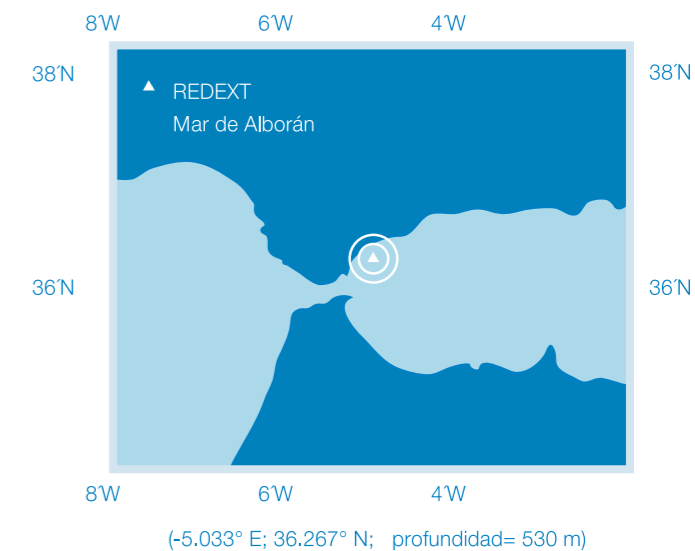 8´W 6´W 4´W
38´N 38´N
REDEXT
Mar de Alborán
36´N 36´N
8´W 6´W 4´W
(-5.033° E; 36.267° N; profundidad= 530 m)